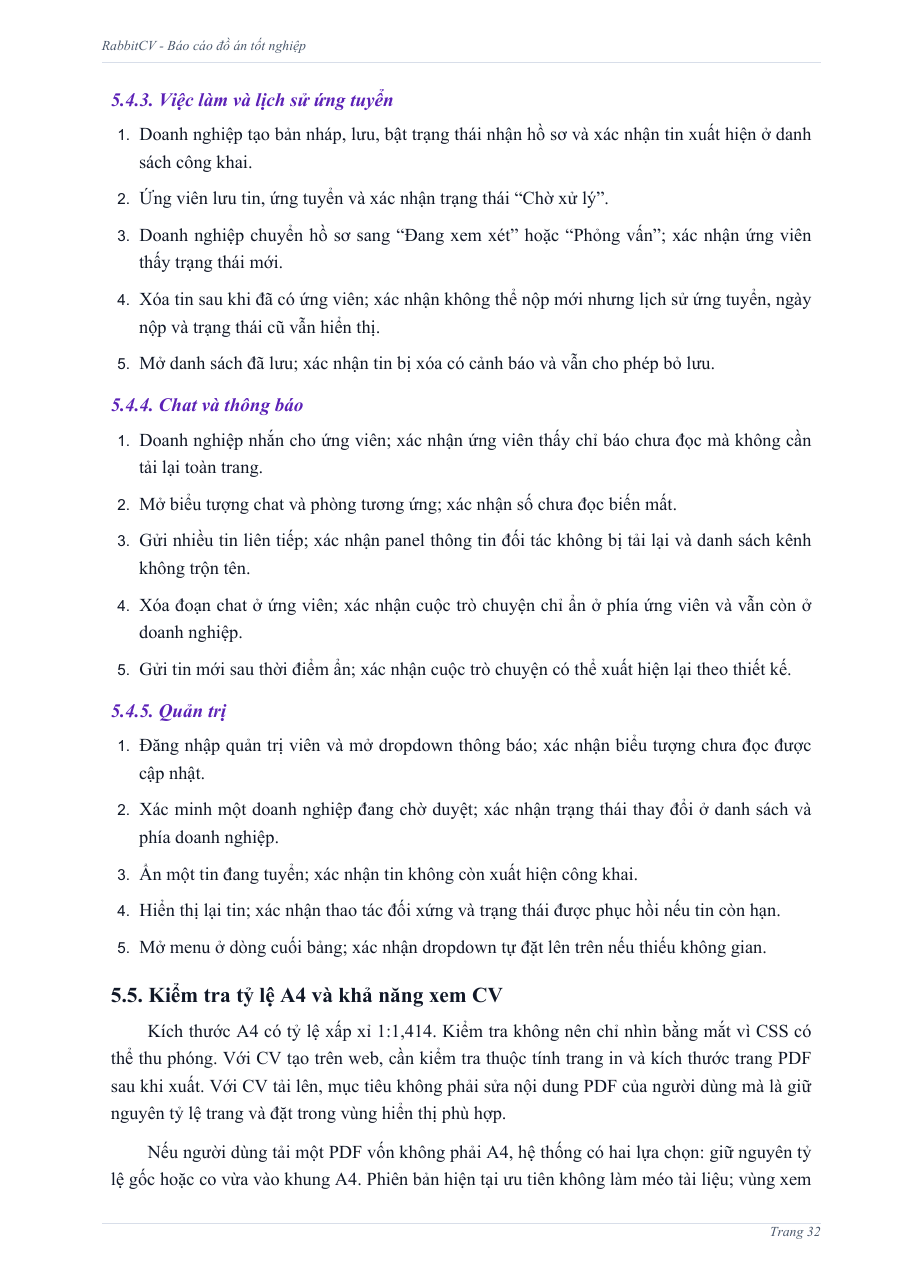 RabbitCV - Báo cáo đồ án tốt nghiệp
5.4.3. Việc làm và lịch sử ứng tuyển
1. Doanh nghiệp tạo bản nháp, lưu, bật trạng thái nhận hồ sơ và xác nhận tin xuất hiện ở danh
sách công khai.
2. Ứng viên lưu tin, ứng tuyển và xác nhận trạng thái “Chờ xử lý”.
3. Doanh nghiệp chuyển hồ sơ sang “Đang xem xét” hoặc “Phỏng vấn”; xác nhận ứng viên
thấy trạng thái mới.
4. Xóa tin sau khi đã có ứng viên; xác nhận không thể nộp mới nhưng lịch sử ứng tuyển, ngày
nộp và trạng thái cũ vẫn hiển thị.
5. Mở danh sách đã lưu; xác nhận tin bị xóa có cảnh báo và vẫn cho phép bỏ lưu.
5.4.4. Chat và thông báo
1. Doanh nghiệp nhắn cho ứng viên; xác nhận ứng viên thấy chỉ báo chưa đọc mà không cần
tải lại toàn trang.
2. Mở biểu tượng chat và phòng tương ứng; xác nhận số chưa đọc biến mất.
3. Gửi nhiều tin liên tiếp; xác nhận panel thông tin đối tác không bị tải lại và danh sách kênh
không trộn tên.
4. Xóa đoạn chat ở ứng viên; xác nhận cuộc trò chuyện chỉ ẩn ở phía ứng viên và vẫn còn ở
doanh nghiệp.
5. Gửi tin mới sau thời điểm ẩn; xác nhận cuộc trò chuyện có thể xuất hiện lại theo thiết kế.
5.4.5. Quản trị
1. Đăng nhập quản trị viên và mở dropdown thông báo; xác nhận biểu tượng chưa đọc được
cập nhật.
2. Xác minh một doanh nghiệp đang chờ duyệt; xác nhận trạng thái thay đổi ở danh sách và
phía doanh nghiệp.
3. Ẩn một tin đang tuyển; xác nhận tin không còn xuất hiện công khai.
4. Hiển thị lại tin; xác nhận thao tác đối xứng và trạng thái được phục hồi nếu tin còn hạn.
5. Mở menu ở dòng cuối bảng; xác nhận dropdown tự đặt lên trên nếu thiếu không gian.
5.5. Kiểm tra tỷ lệ A4 và khả năng xem CV
Kích thước A4 có tỷ lệ xấp xỉ 1:1,414. Kiểm tra không nên chỉ nhìn bằng mắt vì CSS có
thể thu phóng. Với CV tạo trên web, cần kiểm tra thuộc tính trang in và kích thước trang PDF
sau khi xuất. Với CV tải lên, mục tiêu không phải sửa nội dung PDF của người dùng mà là giữ
nguyên tỷ lệ trang và đặt trong vùng hiển thị phù hợp.
Nếu người dùng tải một PDF vốn không phải A4, hệ thống có hai lựa chọn: giữ nguyên tỷ
lệ gốc hoặc co vừa vào khung A4. Phiên bản hiện tại ưu tiên không làm méo tài liệu; vùng xem
Trang 32